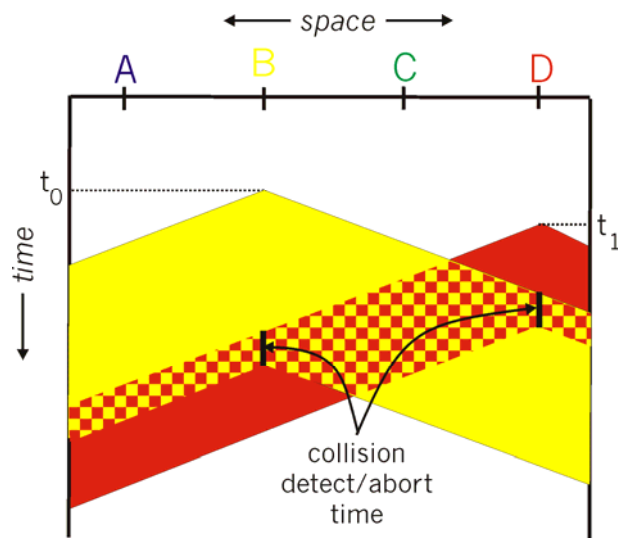 space
A B C D
t0
t1
time
collision
detect/abort
time